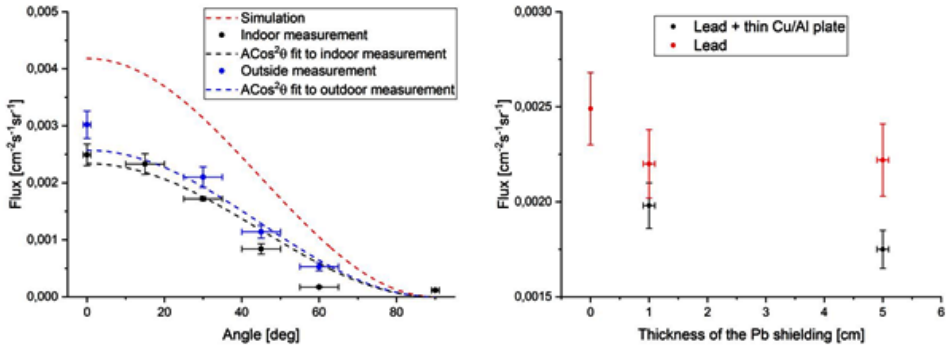 0,005
0,004
0,003
0,002
0,001
0,000
Flux [cm⁻²s⁻¹sr⁻¹]
Simulation
Indoor measurement
ACos²θ fit to indoor measurement
Outside measurement
ACos²θ fit to outdoor measurement
0 20 40 60 80
Angle [deg]
0,0030
0,0025
0,0020
0,0015
Flux [cm⁻²s⁻¹sr⁻¹]
Lead + thin Cu/Al plate
Lead
0 1 2 3 4 5 6
Thickness of the Pb shielding [cm]